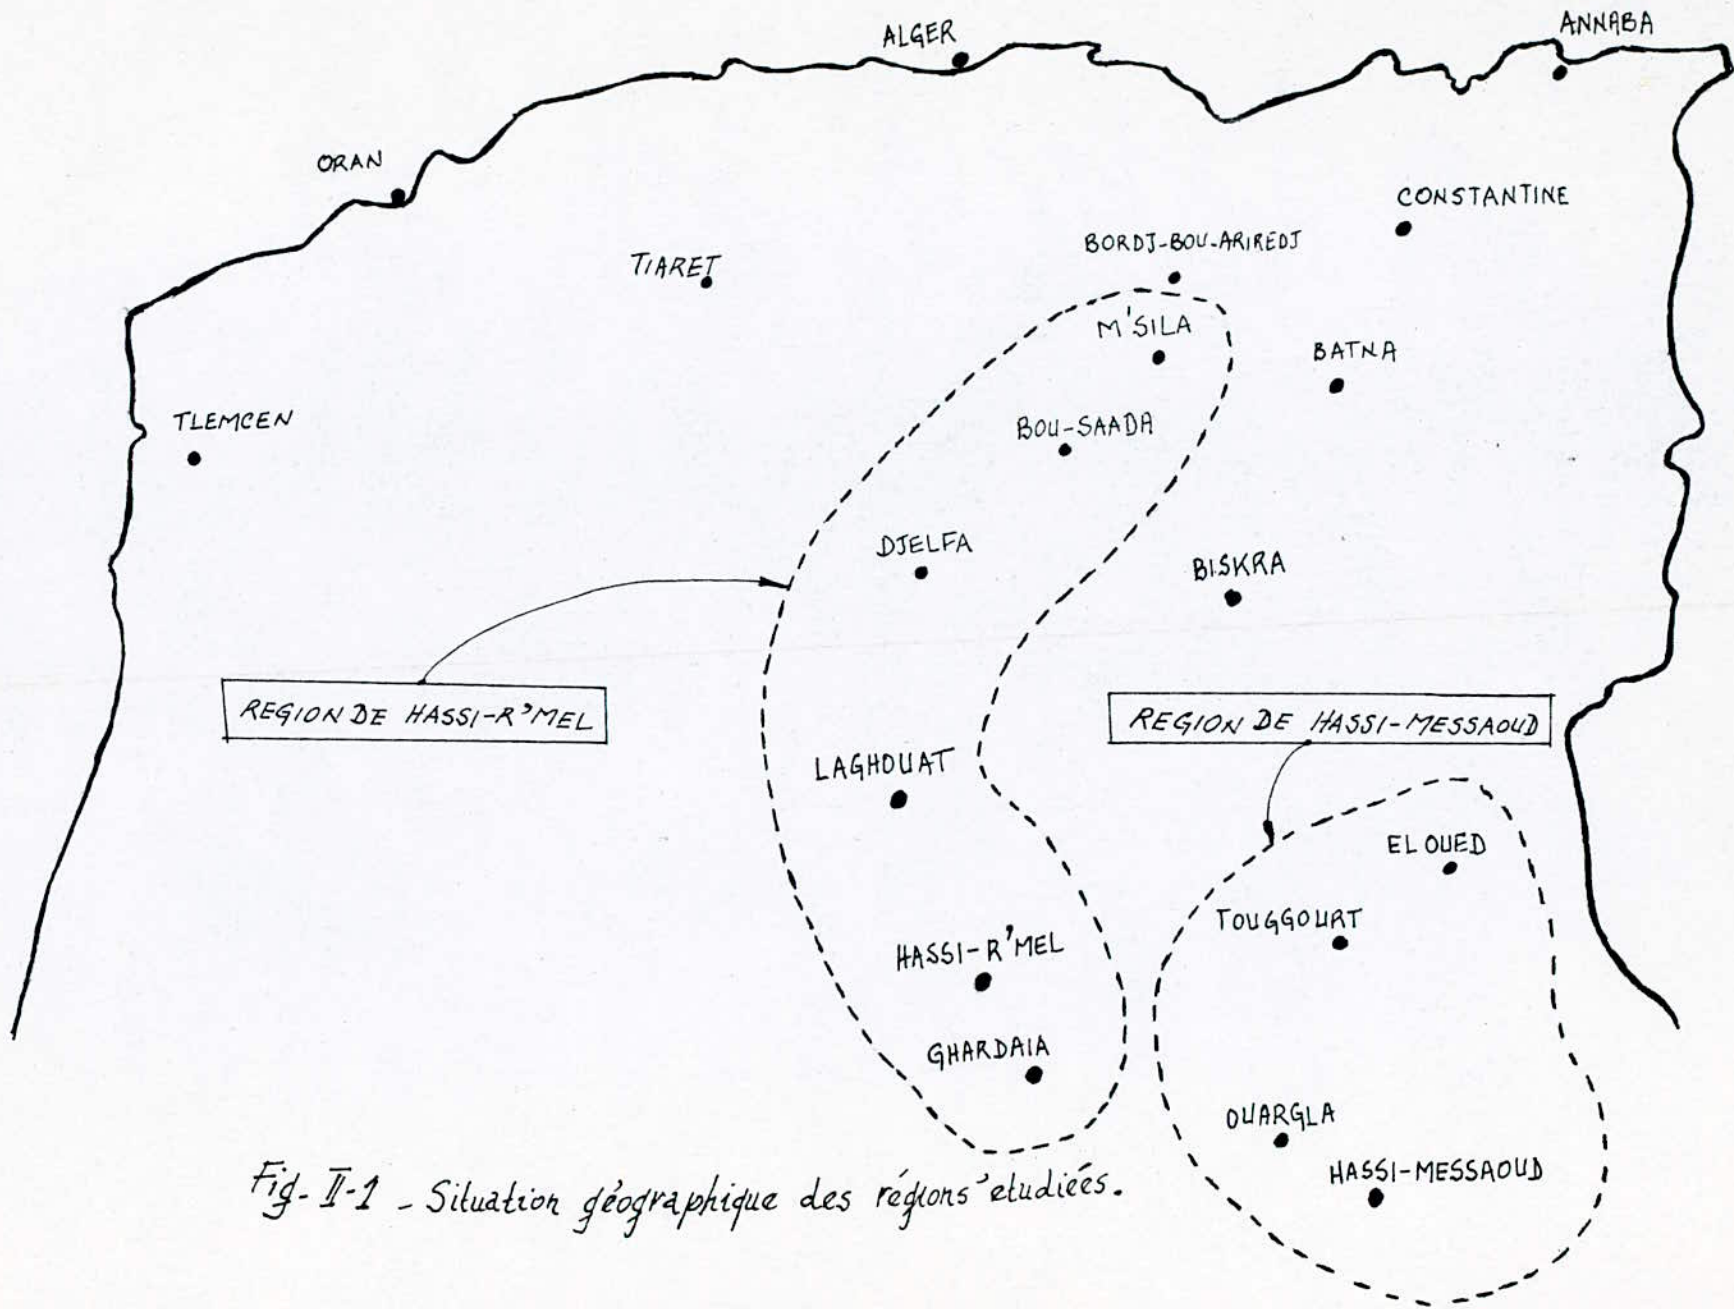 ALGER
ANNABA
ORAN
CONSTANTINE
BORDJ-BOU-ARIREDJ
TIARET
M'SILA
BATNA
TLEMCEN
BOU-SAADA
DJELFA
BISKRA
REGION DE HASSI-R'MEL
REGION DE HASSI-MESSAOUD
LAGHOUAT
EL OUED
TOUGGOURT
HASSI-R'MEL
GHARDAIA
OUARGLA
HASSI-MESSAOUD
Fig-II-1 - Situation géographique des régions étudiées.